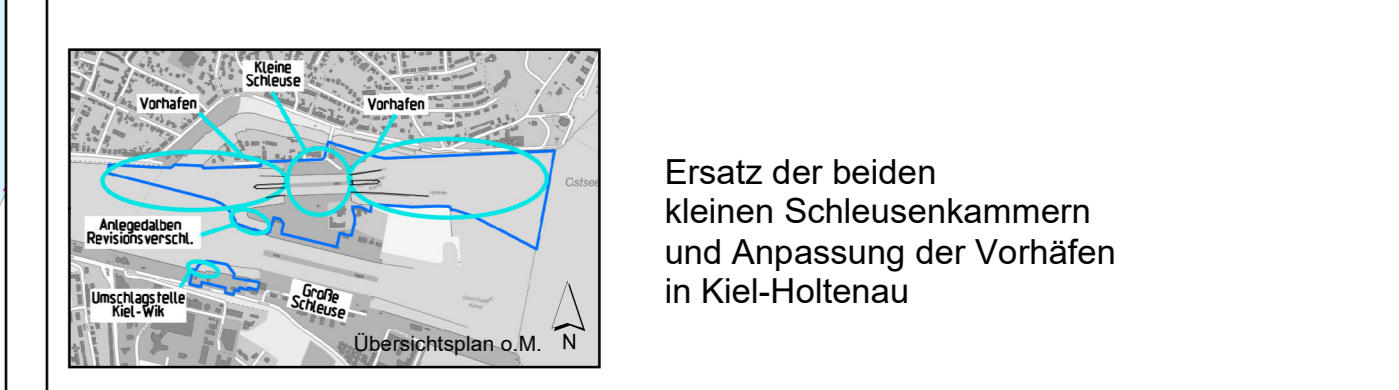 Kleine
Schleuse
Vorhafen
Vorhafen
Ostsee
Anlegedalben
Revisionsverschl.
Umschlagstelle
Kiel-Wik
Große
Schleuse
Übersichtsplan o.M.
N
Ersatz der beiden
kleinen Schleusenkammern
und Anpassung der Vorhäfen
in Kiel-Holtenau